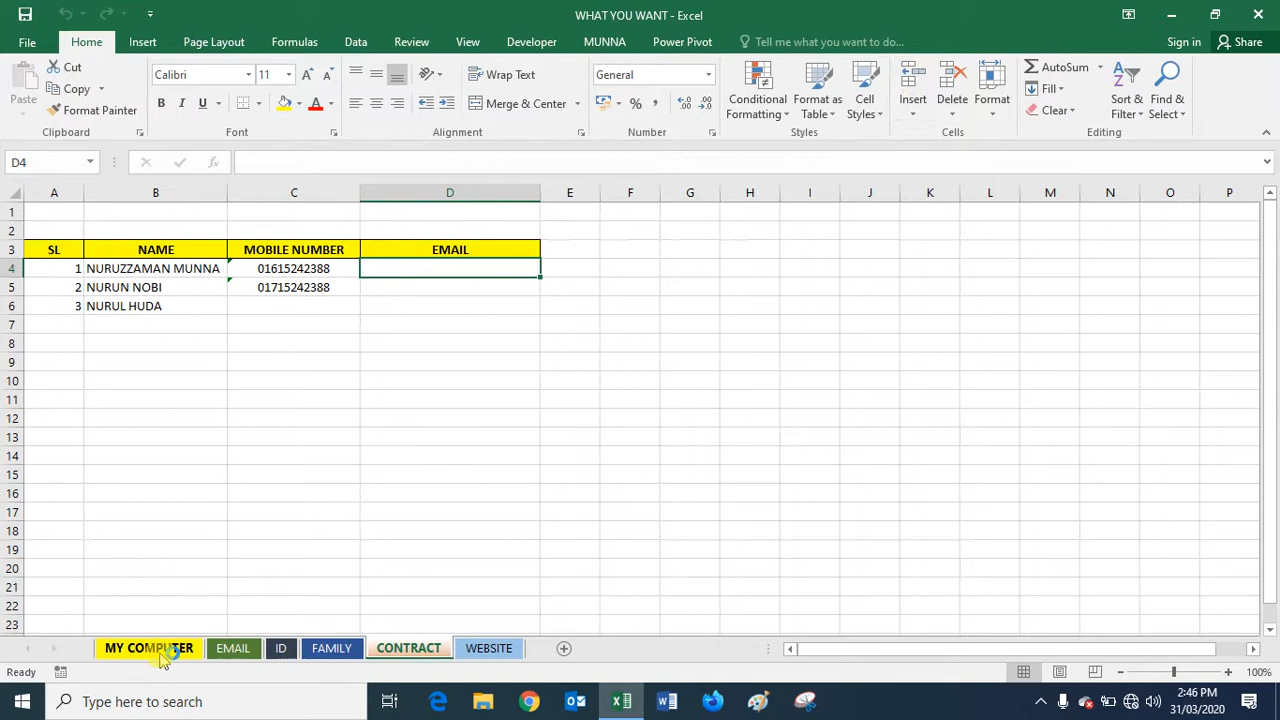 WHAT YOU WANT - Excel
File Home Insert Page Layout Formulas Data Review View Developer MUNNA Power Pivot Tell me what you want to do... Sign in Share
Paste
Cut
Copy
Format Painter
Clipboard
Calibri 11
B I U
Font
Wrap Text
Merge & Center
Alignment
General
%
Number
Conditional Formatting
Format as Table
Cell Styles
Styles
Insert
Delete
Format
Cells
AutoSum
Fill
Clear
Sort & Filter
Find & Select
Editing
D4
fx
A B C D E F G H I J K L M N O P
1
2
3 SL NAME MOBILE NUMBER EMAIL
4 1 NURUZZAMAN MUNNA 01615242388
5 2 NURUN NOBI 01715242388
6 3 NURUL HUDA
7
8
9
10
11
12
13
14
15
16
17
18
19
20
21
22
23
MY COMPUTER EMAIL ID FAMILY CONTRACT WEBSITE
Ready 100%
Type here to search
2:46 PM
31/03/2020